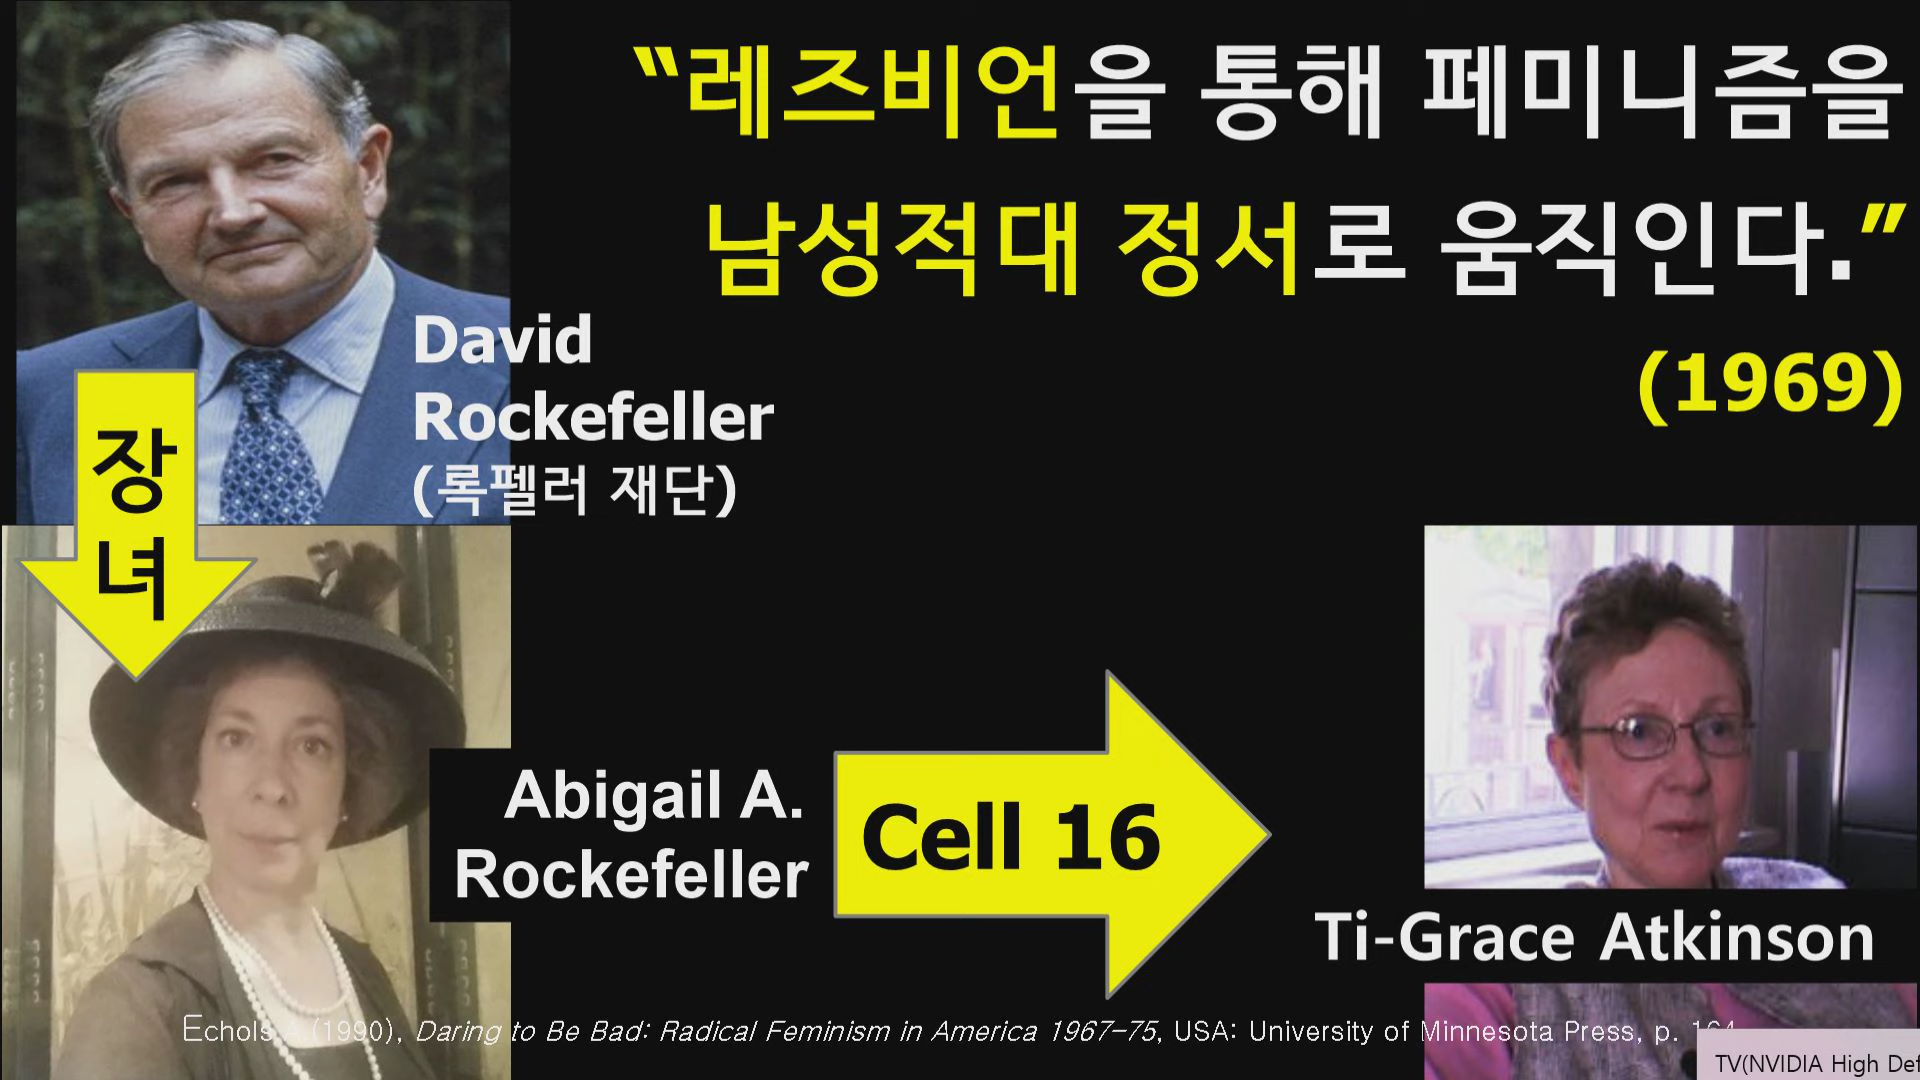 “레즈비언을 통해 페미니즘을
남성적대 정서로 움직인다.”
(1969)
David
Rockefeller
(록펠러 재단)
장
녀
Abigail A.
Rockefeller
Cell 16
Ti-Grace Atkinson
Echols A (1990), Daring to Be Bad: Radical Feminism in America 1967-75, USA: University of Minnesota Press, p. 164
TV(NVIDIA High Def